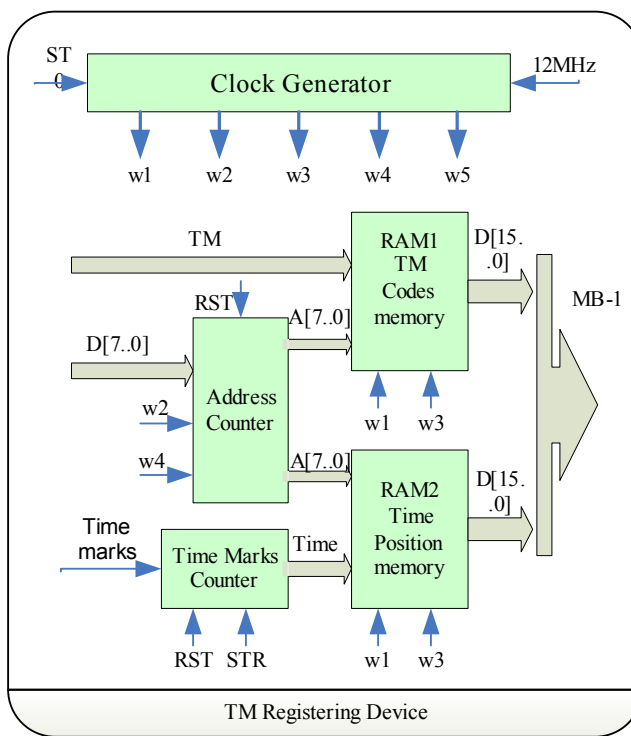 ST
0
12MHz
Clock Generator
w1
w2
w3
w4
w5
TM
RAM1
TM
Codes
memory
D[15.
.0]
MB-1
RST
A[7..0]
D[7..0]
Address
Counter
w2
w4
w1
w3
A[7..0]
RAM2
Time
Position
memory
D[15.
.0]
Time
marks
Time Marks
Counter
Time
RST
STR
w1
w3
TM Registering Device